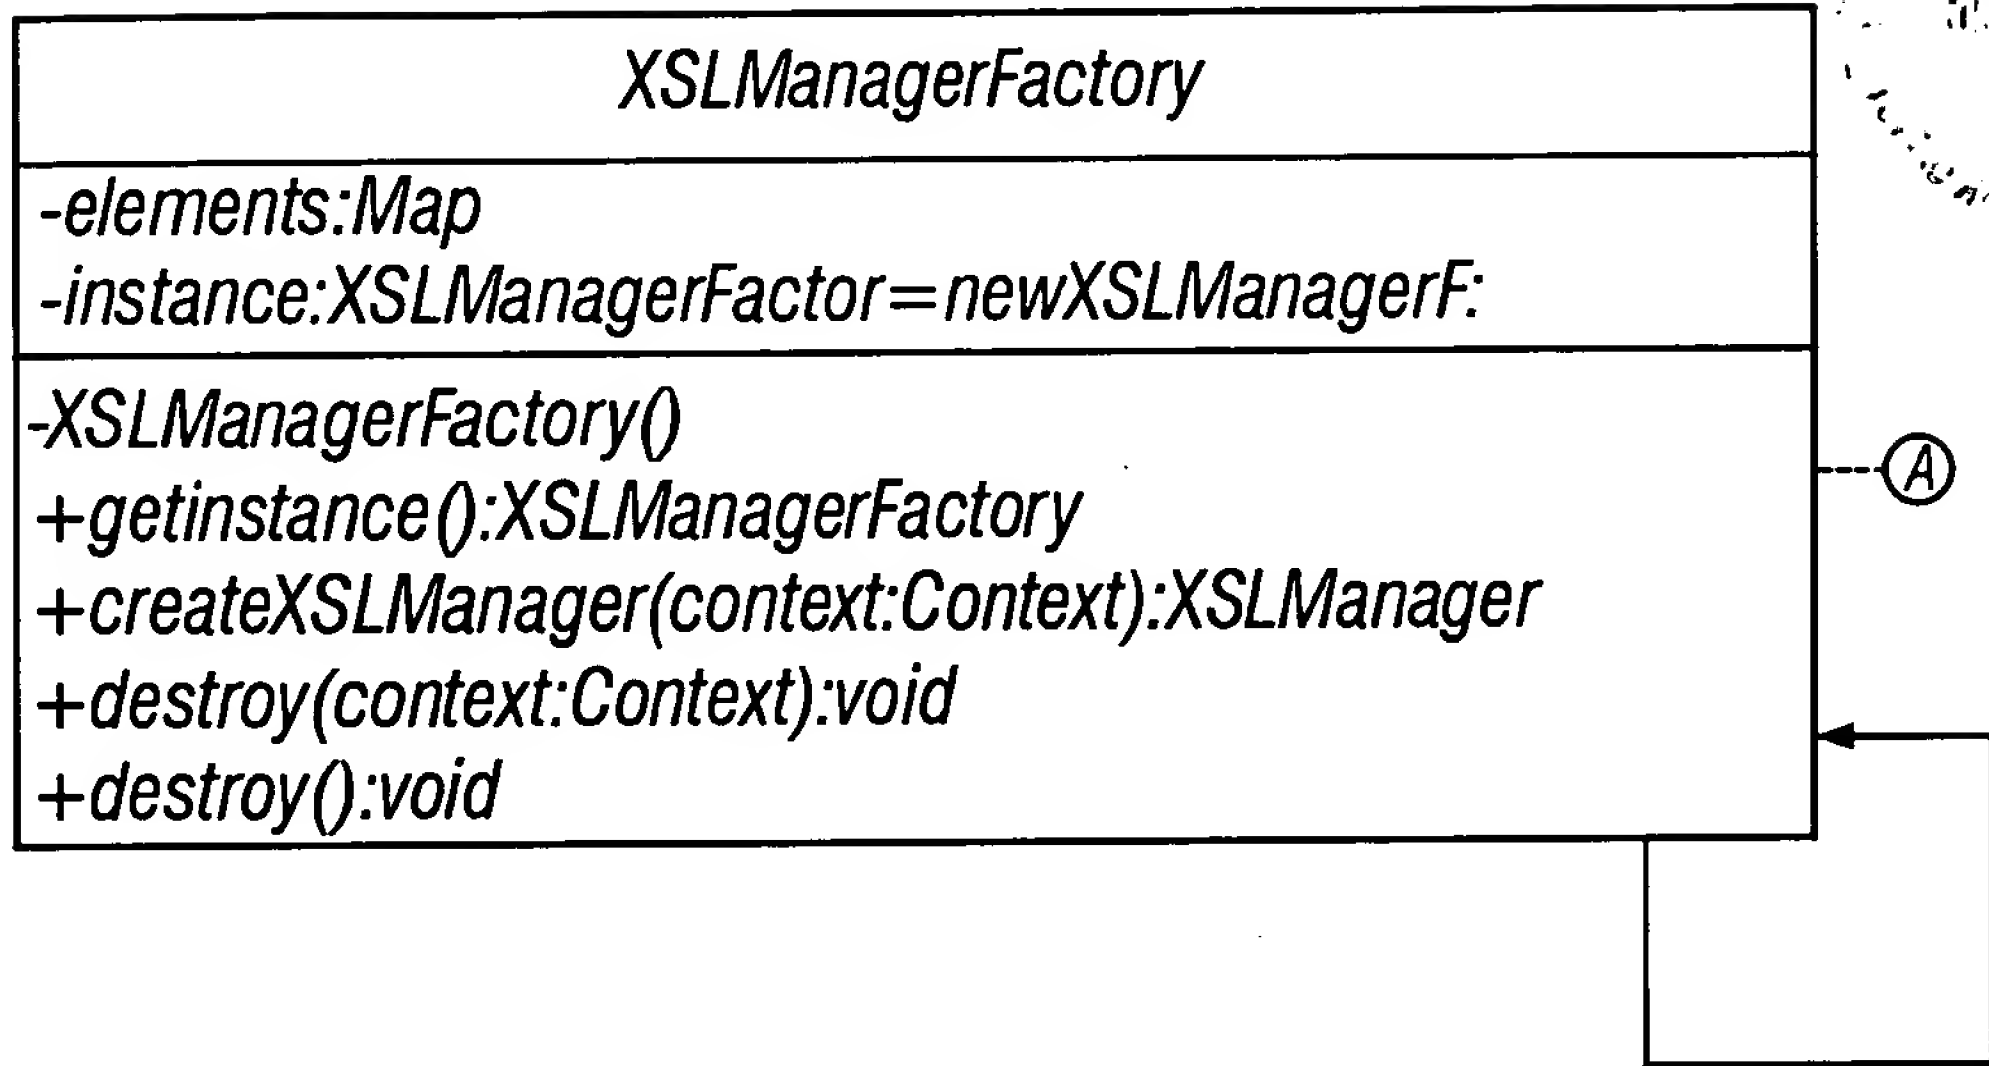 XSLManagerFactory
-elements:Map
-instance:XSLManagerFactor=newXSLManagerF:
-XSLManagerFactory()
+getinstance():XSLManagerFactory
+createXSLManager(context:Context):XSLManager
+destroy(context:Context):void
+destroy():void
A